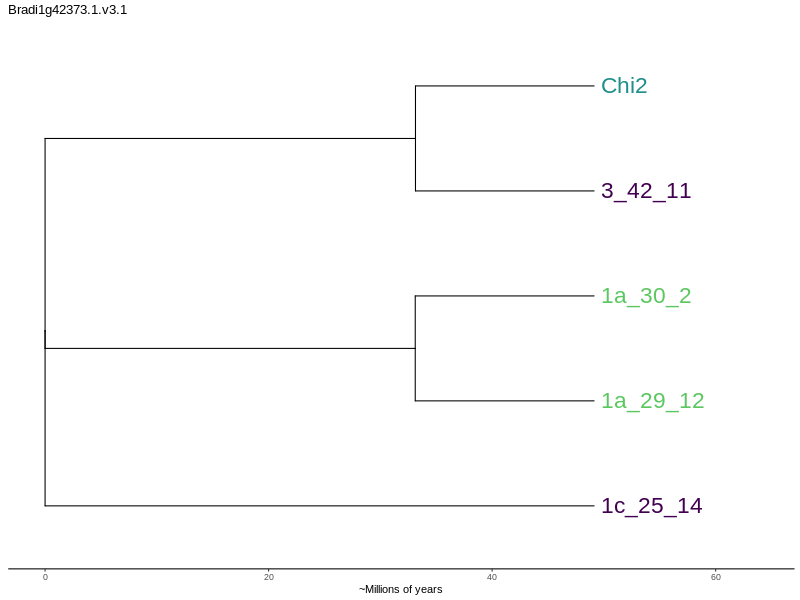 Bradi1g42373.1.v3.1
Chi2
3_42_11
1a_30_2
1a_29_12
1c_25_14
0 20 40 60
~Millions of years